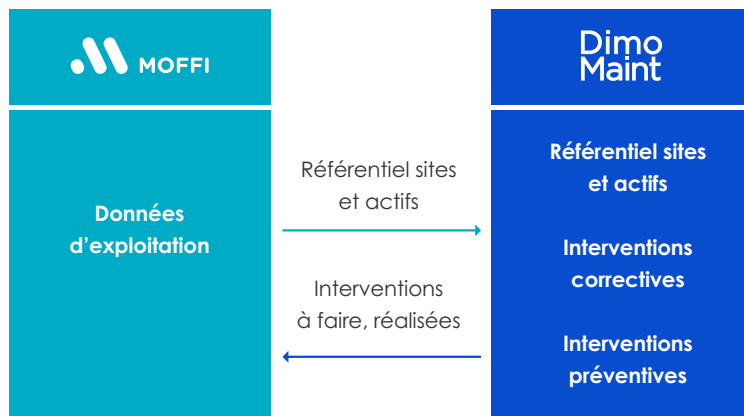 MOFFI
Données
d'exploitation
Référentiel sites
et actifs
Interventions
à faire, réalisées
Dimo
Maint
Référentiel sites
et actifs
Interventions
correctives
Interventions
préventives